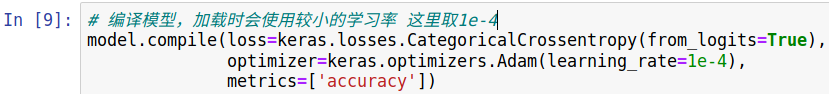 In [9]: # 编译模型，加载时会使用较小的学习率 这里取1e-4
model.compile(loss=keras.losses.CategoricalCrossentropy(from_logits=True),
optimizer=keras.optimizers.Adam(learning_rate=1e-4),
metrics=['accuracy'])